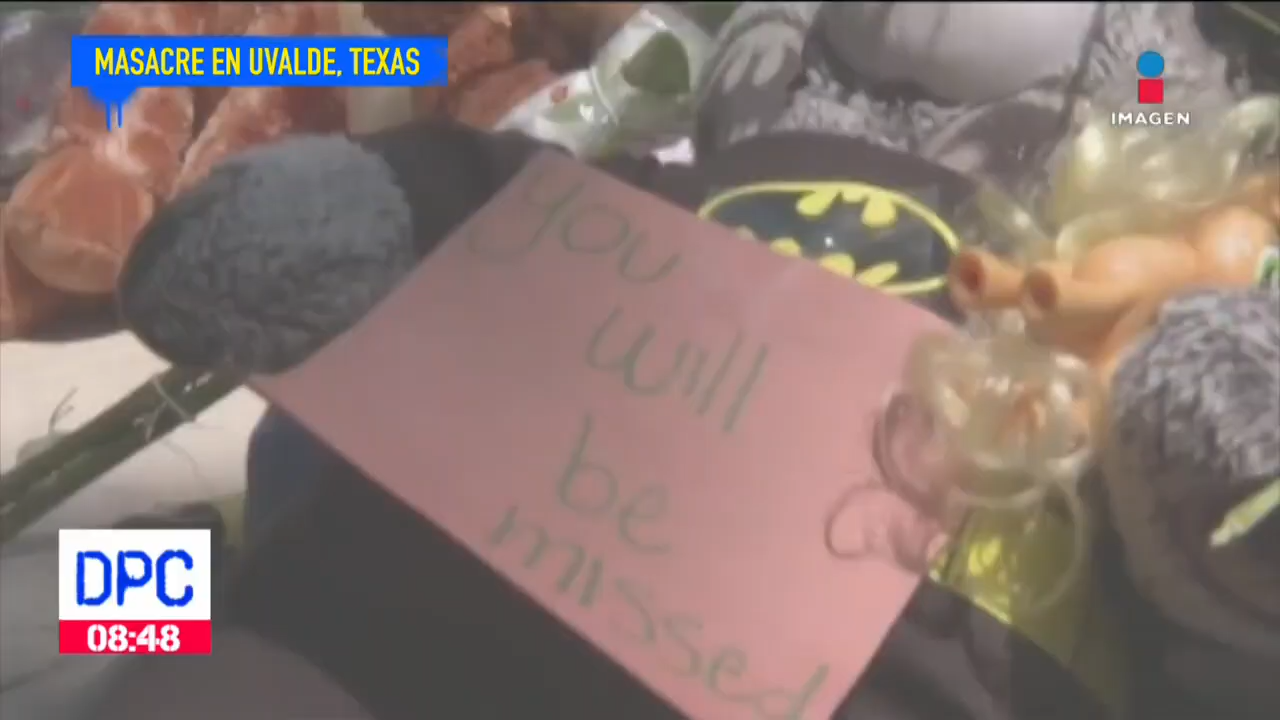 MASACRE EN UVALDE, TEXAS
IMAGEN
you
will
be
missed
DPC
08:48